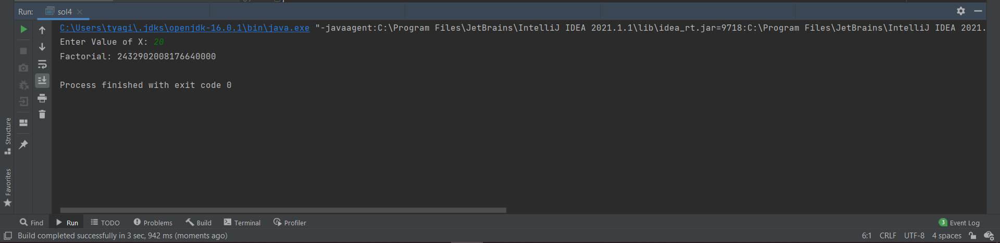 Run: sol4
C:\Users\tyagi\.jdks\openjdk-16.0.1\bin\java.exe "-javaagent:C:\Program Files\JetBrains\IntelliJ IDEA 2021.1.1\lib\idea_rt.jar=9718:C:\Program Files\JetBrains\IntelliJ IDEA 2021.
Enter Value of X: 20
Factorial: 2432902008176640000
Process finished with exit code 0
Structure
Favorites
Find Run TODO Problems Build Terminal Profiler 3 Event Log
Build completed successfully in 3 sec, 942 ms (moments ago) 6:1 CRLF UTF-8 4 spaces